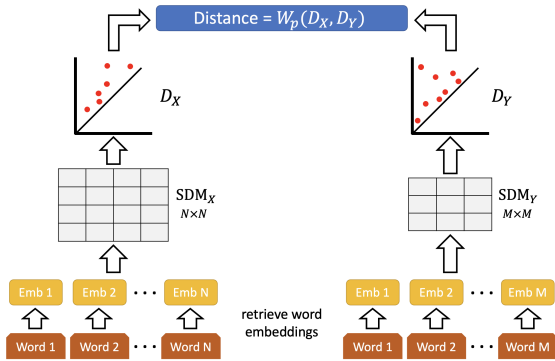 Distance = W_p(D_X, D_Y)
D_X
D_Y
SDM_X
N×N
SDM_Y
M×M
Emb 1 Emb 2 ··· Emb N
Emb 1 Emb 2 ··· Emb M
retrieve word
embeddings
Word 1 Word 2 ··· Word N
Word 1 Word 2 ··· Word M